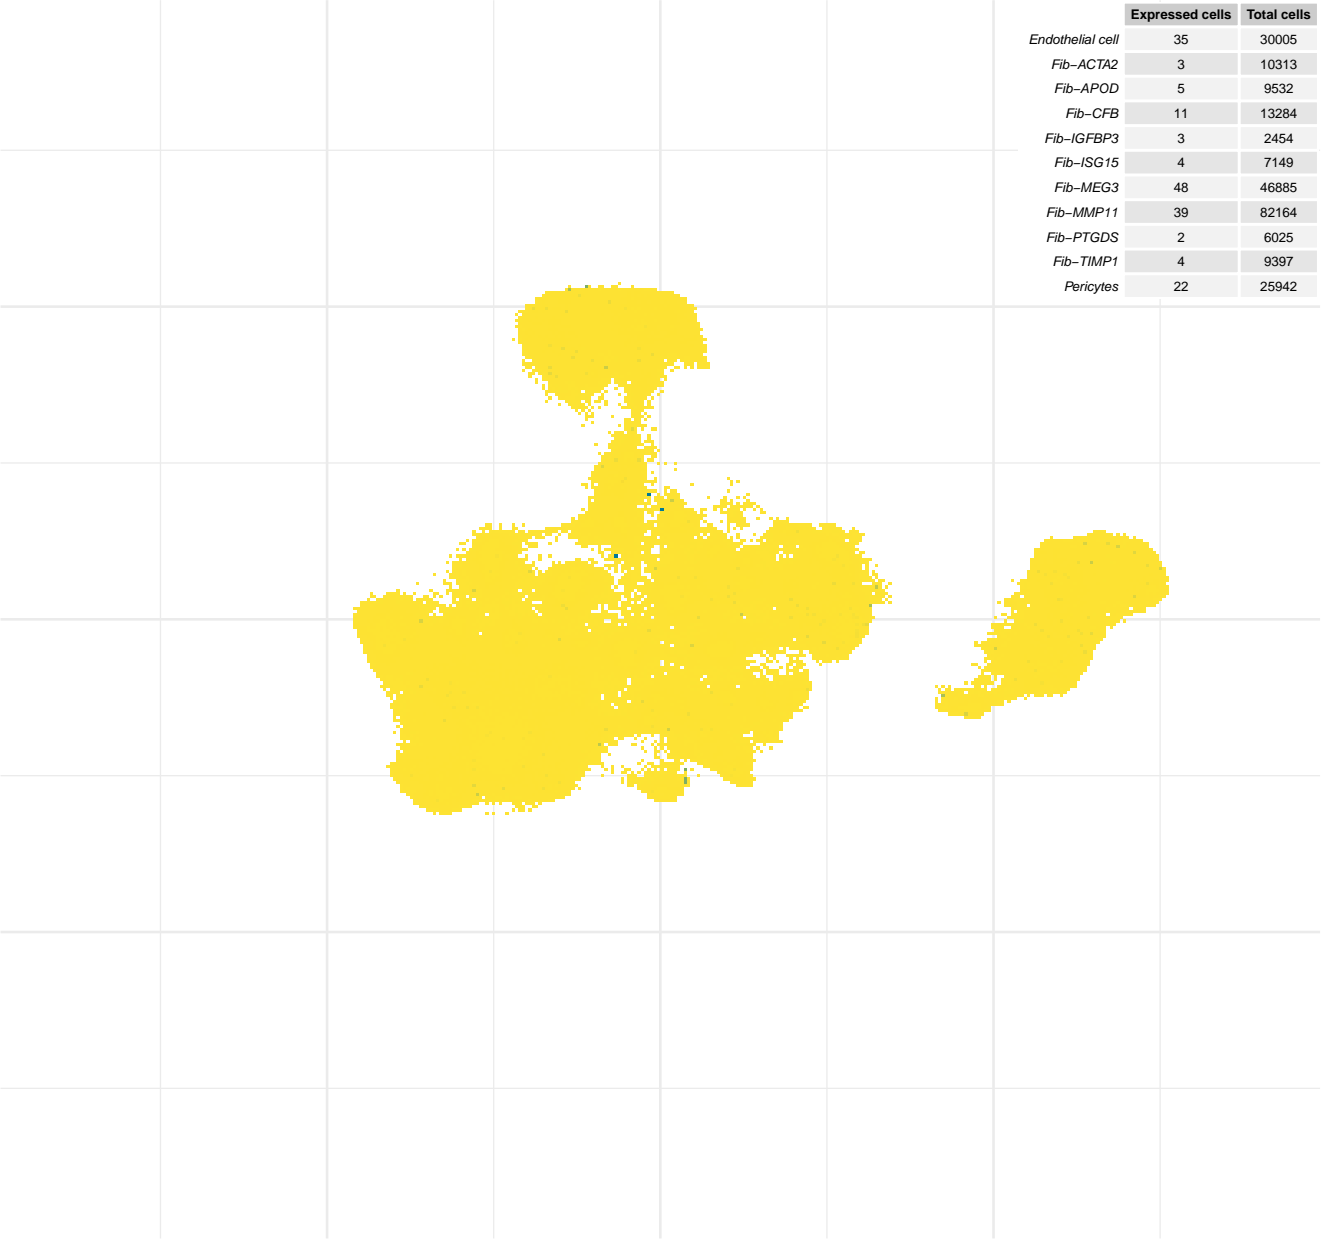 Expressed cells Total cells
Endothelial cell 35 30005
Fib−ACTA2 3 10313
Fib−APOD 5 9532
Fib−CFB 11 13284
Fib−IGFBP3 3 2454
Fib−ISG15 4 7149
Fib−MEG3 48 46885
Fib−MMP11 39 82164
Fib−PTGDS 2 6025
Fib−TIMP1 4 9397
Pericytes 22 25942